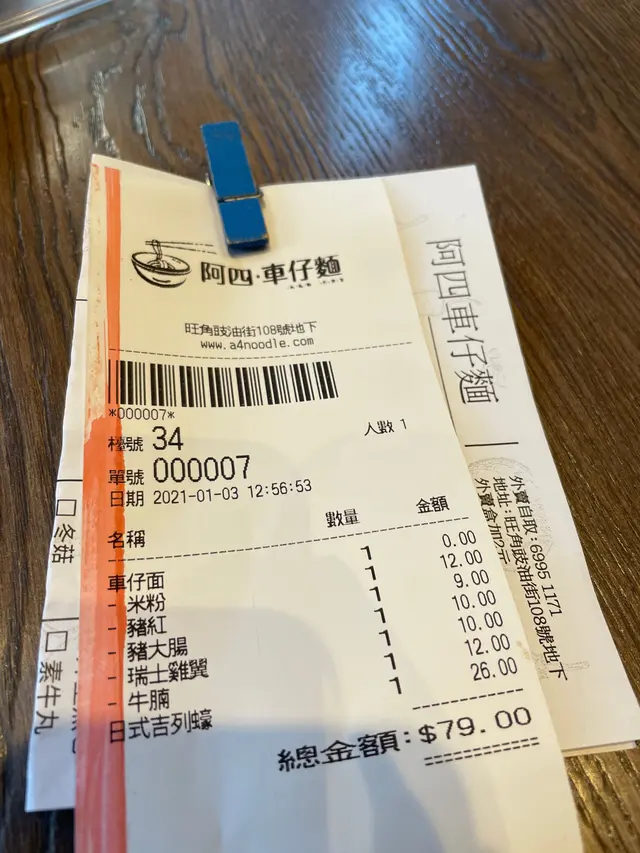 阿四·車仔麵
旺角豉油街108號地下
www.a4noodle.com
*000007*
檯號 34
人數 1
單號 000007
日期 2021-01-03 12:56:53
名稱 數量 金額
車仔面 1 0.00
- 米粉 1 12.00
- 豬紅 1 9.00
- 豬大腸 1 10.00
- 瑞士雞翼 1 10.00
- 牛腩 1 12.00
日式吉列蠔 1 26.00
總金額: $79.00
阿四車仔麵
外賣自取:6995 1171
地址:旺角豉油街108號地下
外賣盒加2元
冬菇
素牛丸